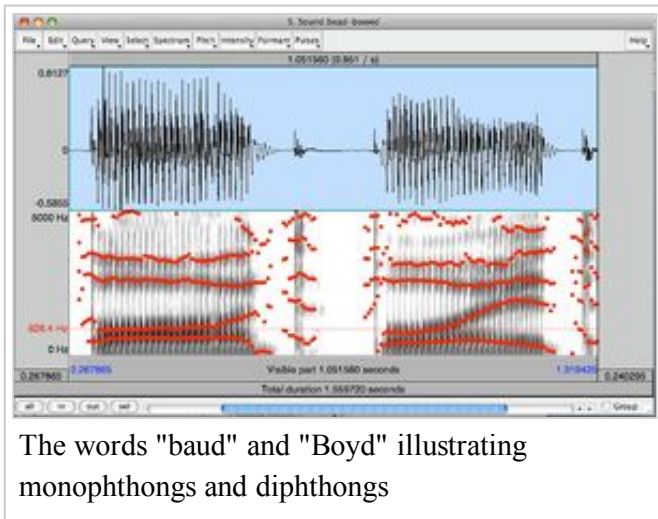 5. Sound bead-bowed
File Edit Query View Select Spectrum Pitch Intensity Formant Pulses Help
1.051560 (0.951 / s)
0.8127
0
-0.5855
5000 Hz
0 Hz
0.267865 0.267865 Visible part 1.051560 seconds 1.319425 0.240295
Total duration 1.559720 seconds
all in out sel Group
The words "baud" and "Boyd" illustrating
monophthongs and diphthongs